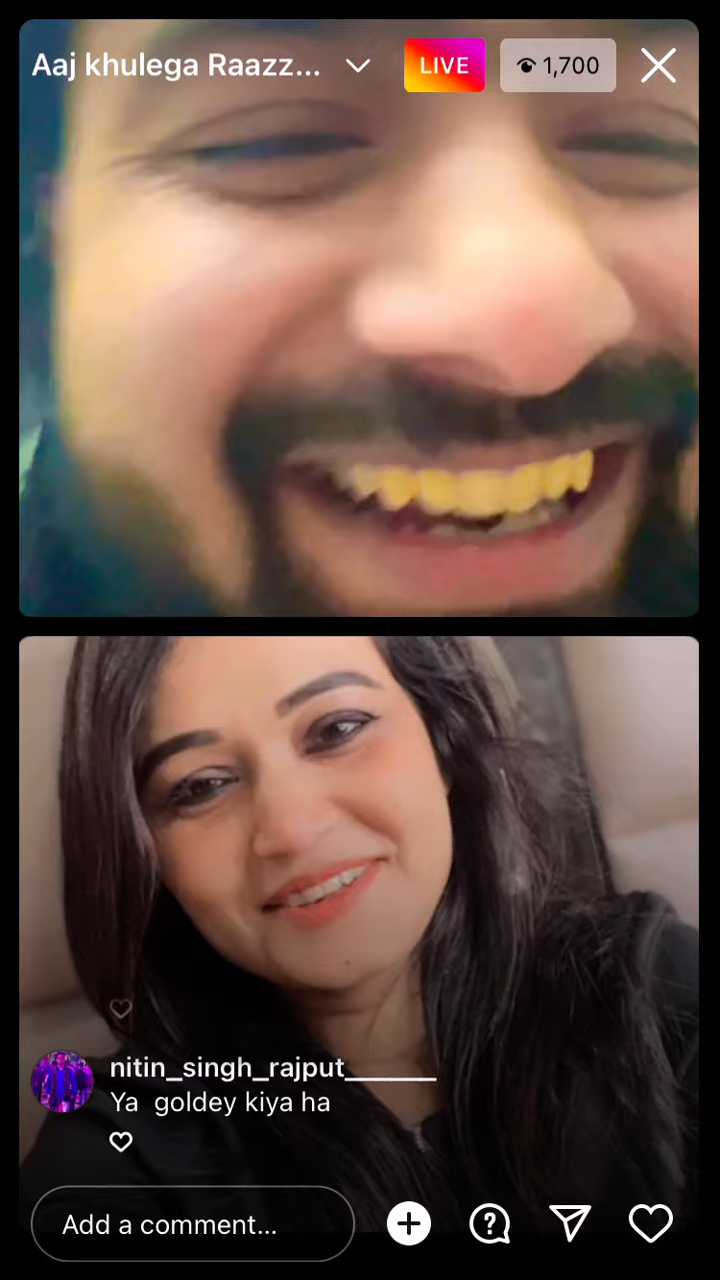 Aaj khulega Raazz...
LIVE
1,700
nitin_singh_rajput______
Ya goldey kiya ha
Add a comment...